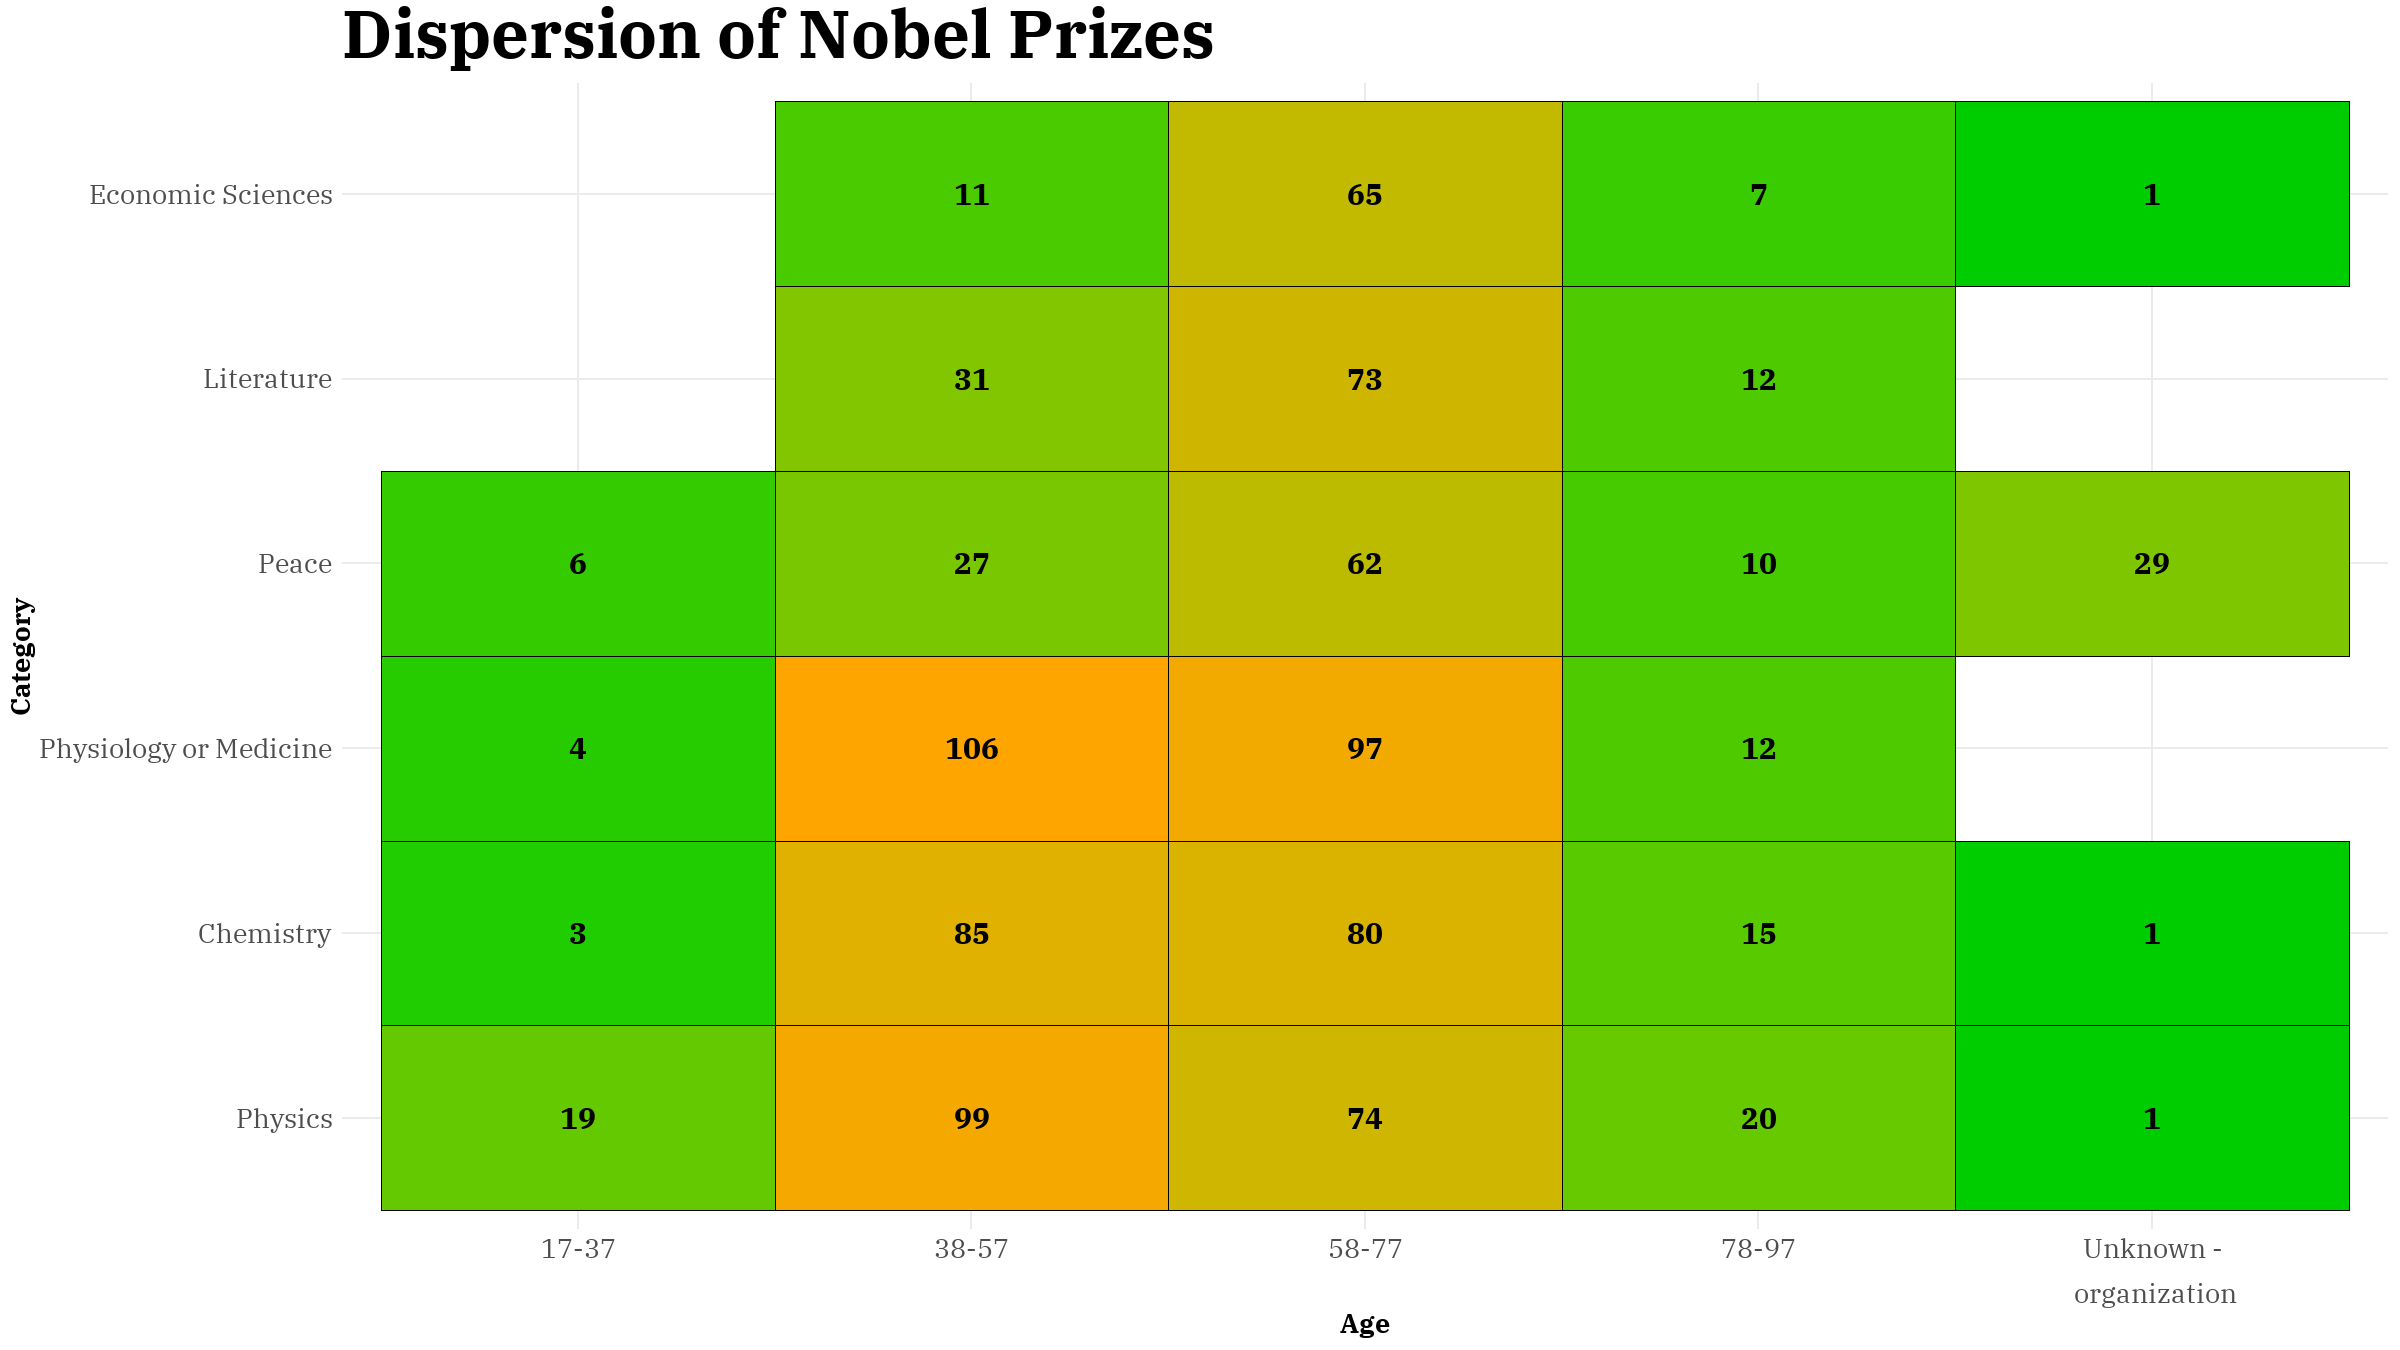 Dispersion of Nobel Prizes
Category
Economic Sciences 11 65 7 1
Literature 31 73 12
Peace 6 27 62 10 29
Physiology or Medicine 4 106 97 12
Chemistry 3 85 80 15 1
Physics 19 99 74 20 1
17-37 38-57 58-77 78-97 Unknown -
organization
Age